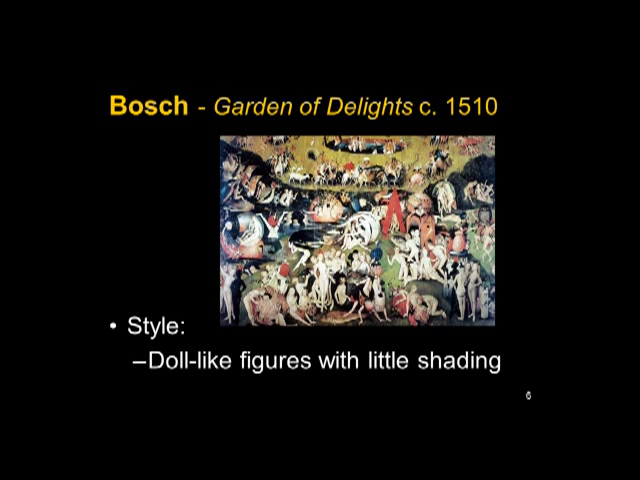 Bosch - Garden of Delights c. 1510
• Style:
–Doll-like figures with little shading
6